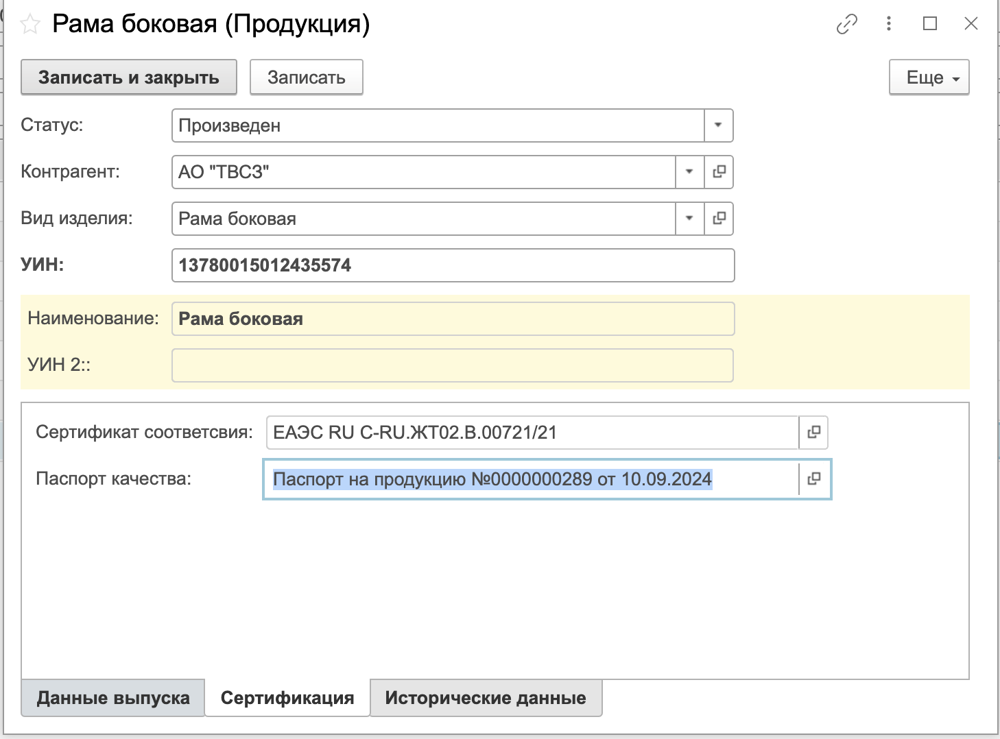 Рама боковая (Продукция)
Записать и закрыть
Записать
Еще
Статус:
Произведен
Контрагент:
АО "ТВСЗ"
Вид изделия:
Рама боковая
УИН:
13780015012435574
Наименование:
Рама боковая
УИН 2::
Сертификат соответсвия:
ЕАЭС RU С-RU.ЖТ02.В.00721/21
Паспорт качества:
Паспорт на продукцию №0000000289 от 10.09.2024
Данные выпуска
Сертификация
Исторические данные